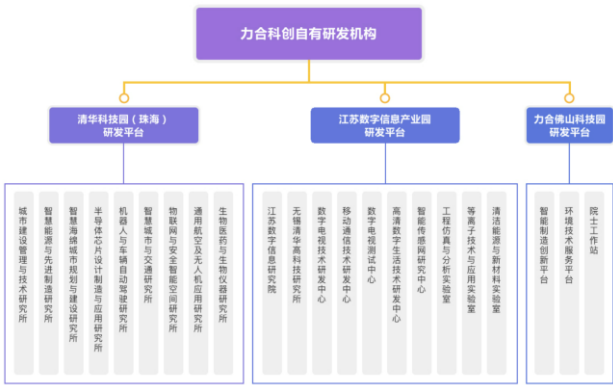 力合科创自有研发机构
清华科技园（珠海）
研发平台
江苏数字信息产业园
研发平台
力合佛山科技园
研发平台
城市建设管理与技术研究所
智慧能源与先进制造研究所
智慧海绵城市规划与建设研究所
半导体芯片设计制造与应用研究所
机器人与车辆自动驾驶研究所
智慧城市与交通研究所
物联网与安全智能空间研究所
通用航空及无人机应用研究所
生物医药与生物仪器研究所
江苏数字信息研究院
无锡清华高科技研究所
数字电视技术研发中心
移动通信技术研发中心
数字电视测试中心
高清数字生活技术研发中心
智能传感网研究中心
工程仿真与分析实验室
等离子技术与应用实验室
清洁能源与新材料实验室
智能制造创新平台
环境技术服务平台
院士工作站